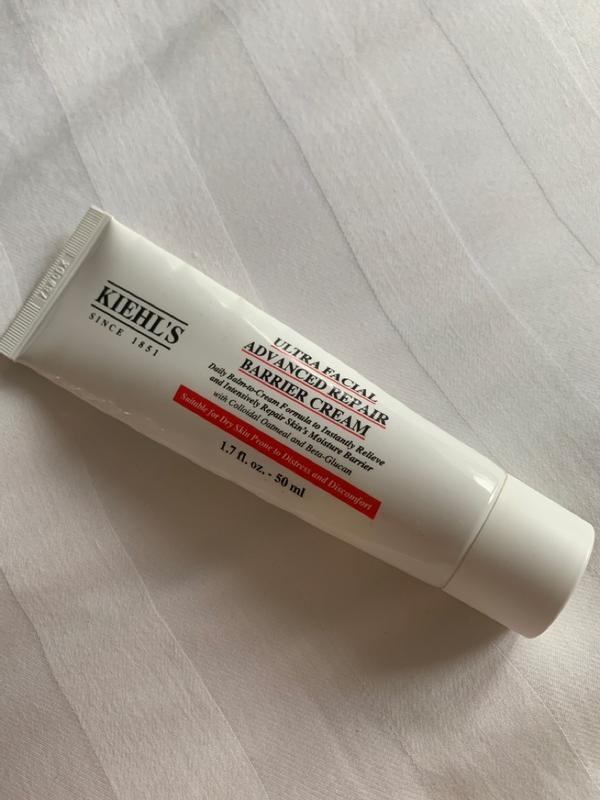 KIEHL'S
SINCE 1851
ULTRA FACIAL
ADVANCED REPAIR
BARRIER CREAM
Daily Balm-to-Cream Formula to Instantly Relieve
and Intensively Repair Skin's Moisture Barrier
with Colloidal Oatmeal and Beta-Glucan
Suitable for Dry Skin Prone to Distress and Discomfort
1.7 fl. oz. - 50 ml